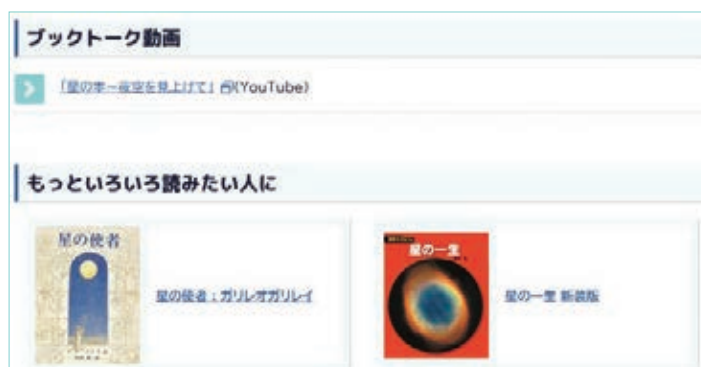 ブックトーク動画
「星の本～夜空を見上げて」(YouTube)
もっといろいろ読みたい人に
星の使者
星の使者：ガリレオガリレイ
星の一生
星の一生 新装版